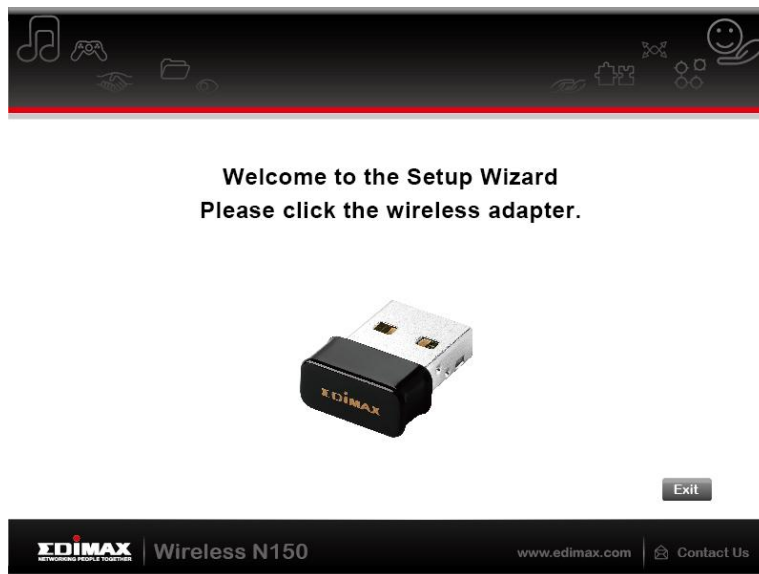 Welcome to the Setup Wizard
Please click the wireless adapter.
EDIMAX
Exit
EDIMAX
NETWORKING PEOPLE TOGETHER
Wireless N150
www.edimax.com
Contact Us